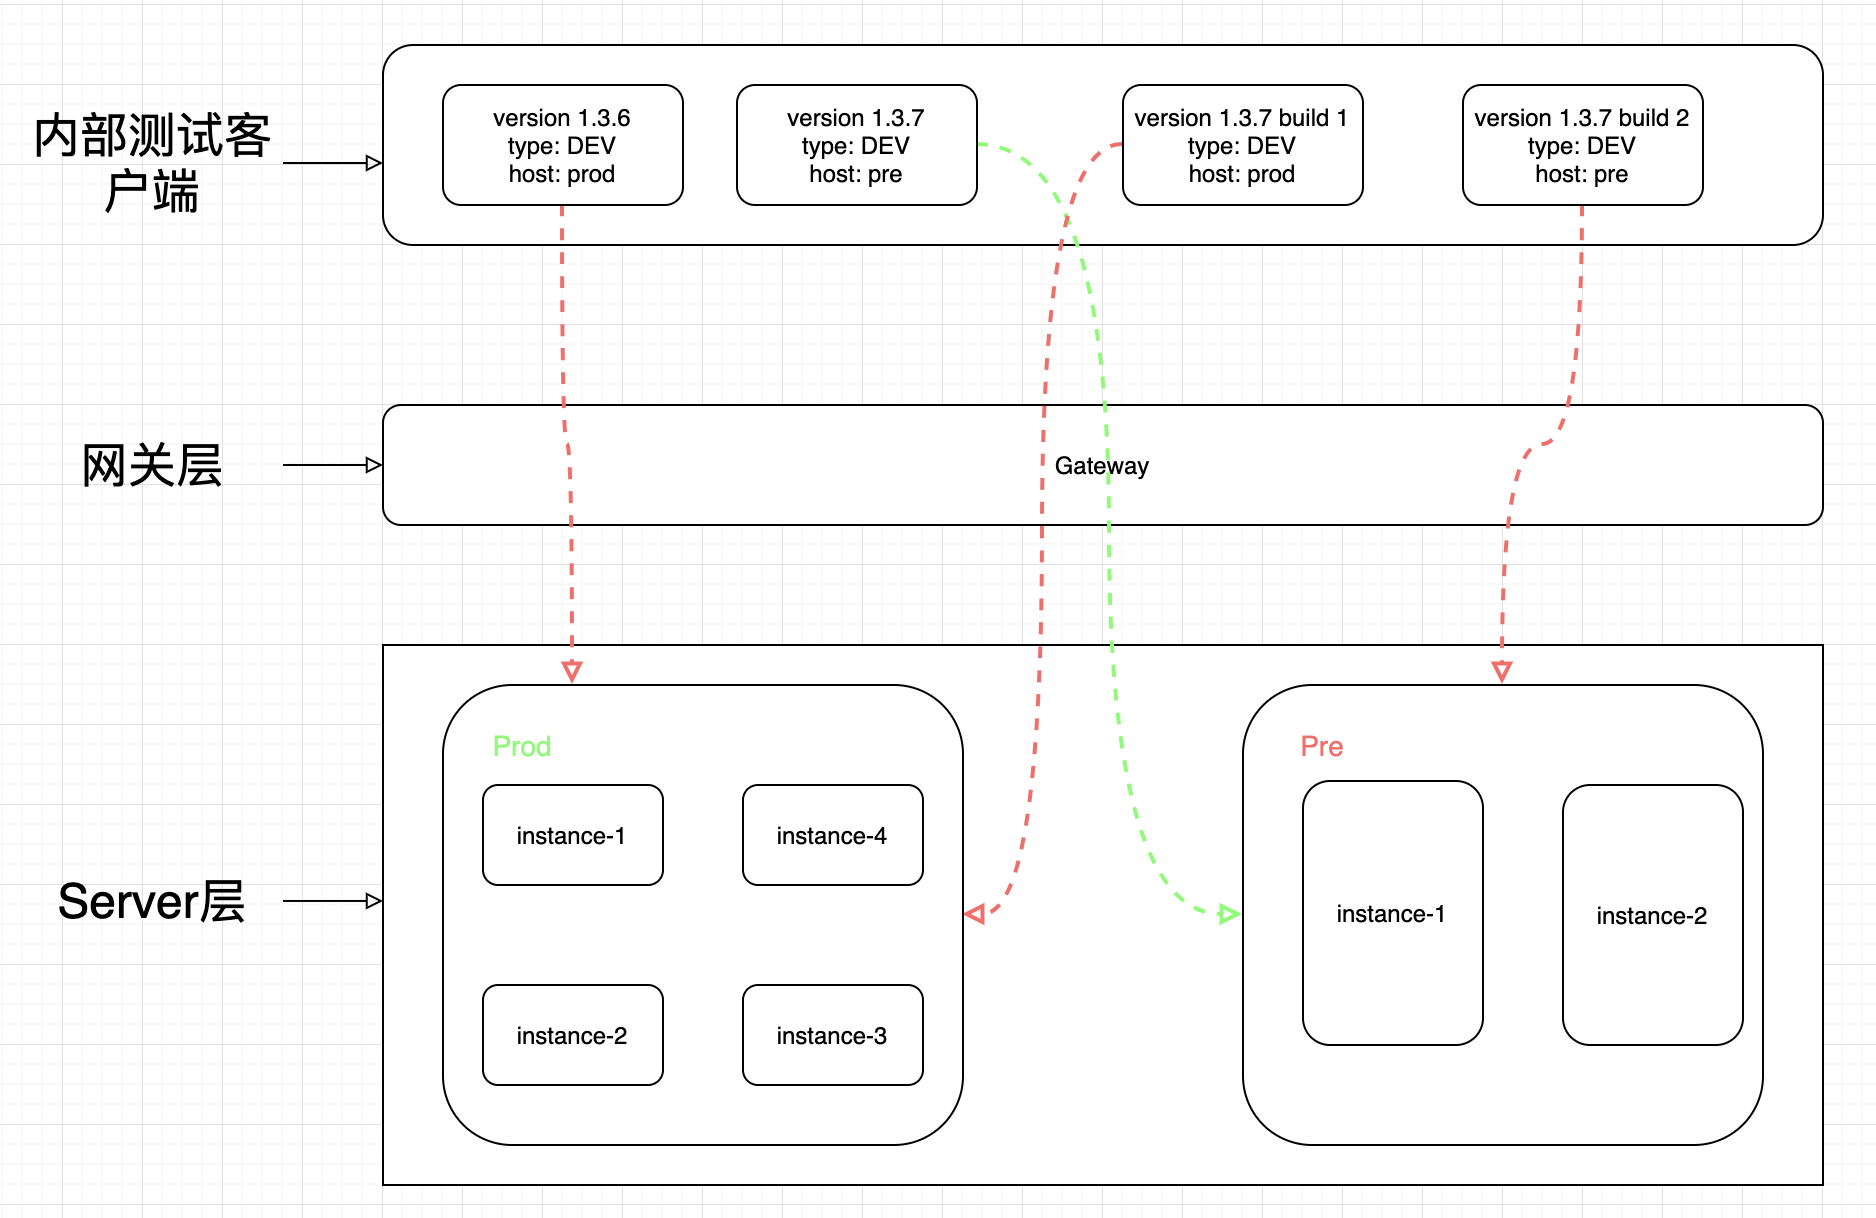 内部测试客
户端
version 1.3.6
type: DEV
host: prod
version 1.3.7
type: DEV
host: pre
version 1.3.7 build 1
type: DEV
host: prod
version 1.3.7 build 2
type: DEV
host: pre
网关层
Gateway
Server层
Prod
instance-1
instance-4
instance-2
instance-3
Pre
instance-1
instance-2